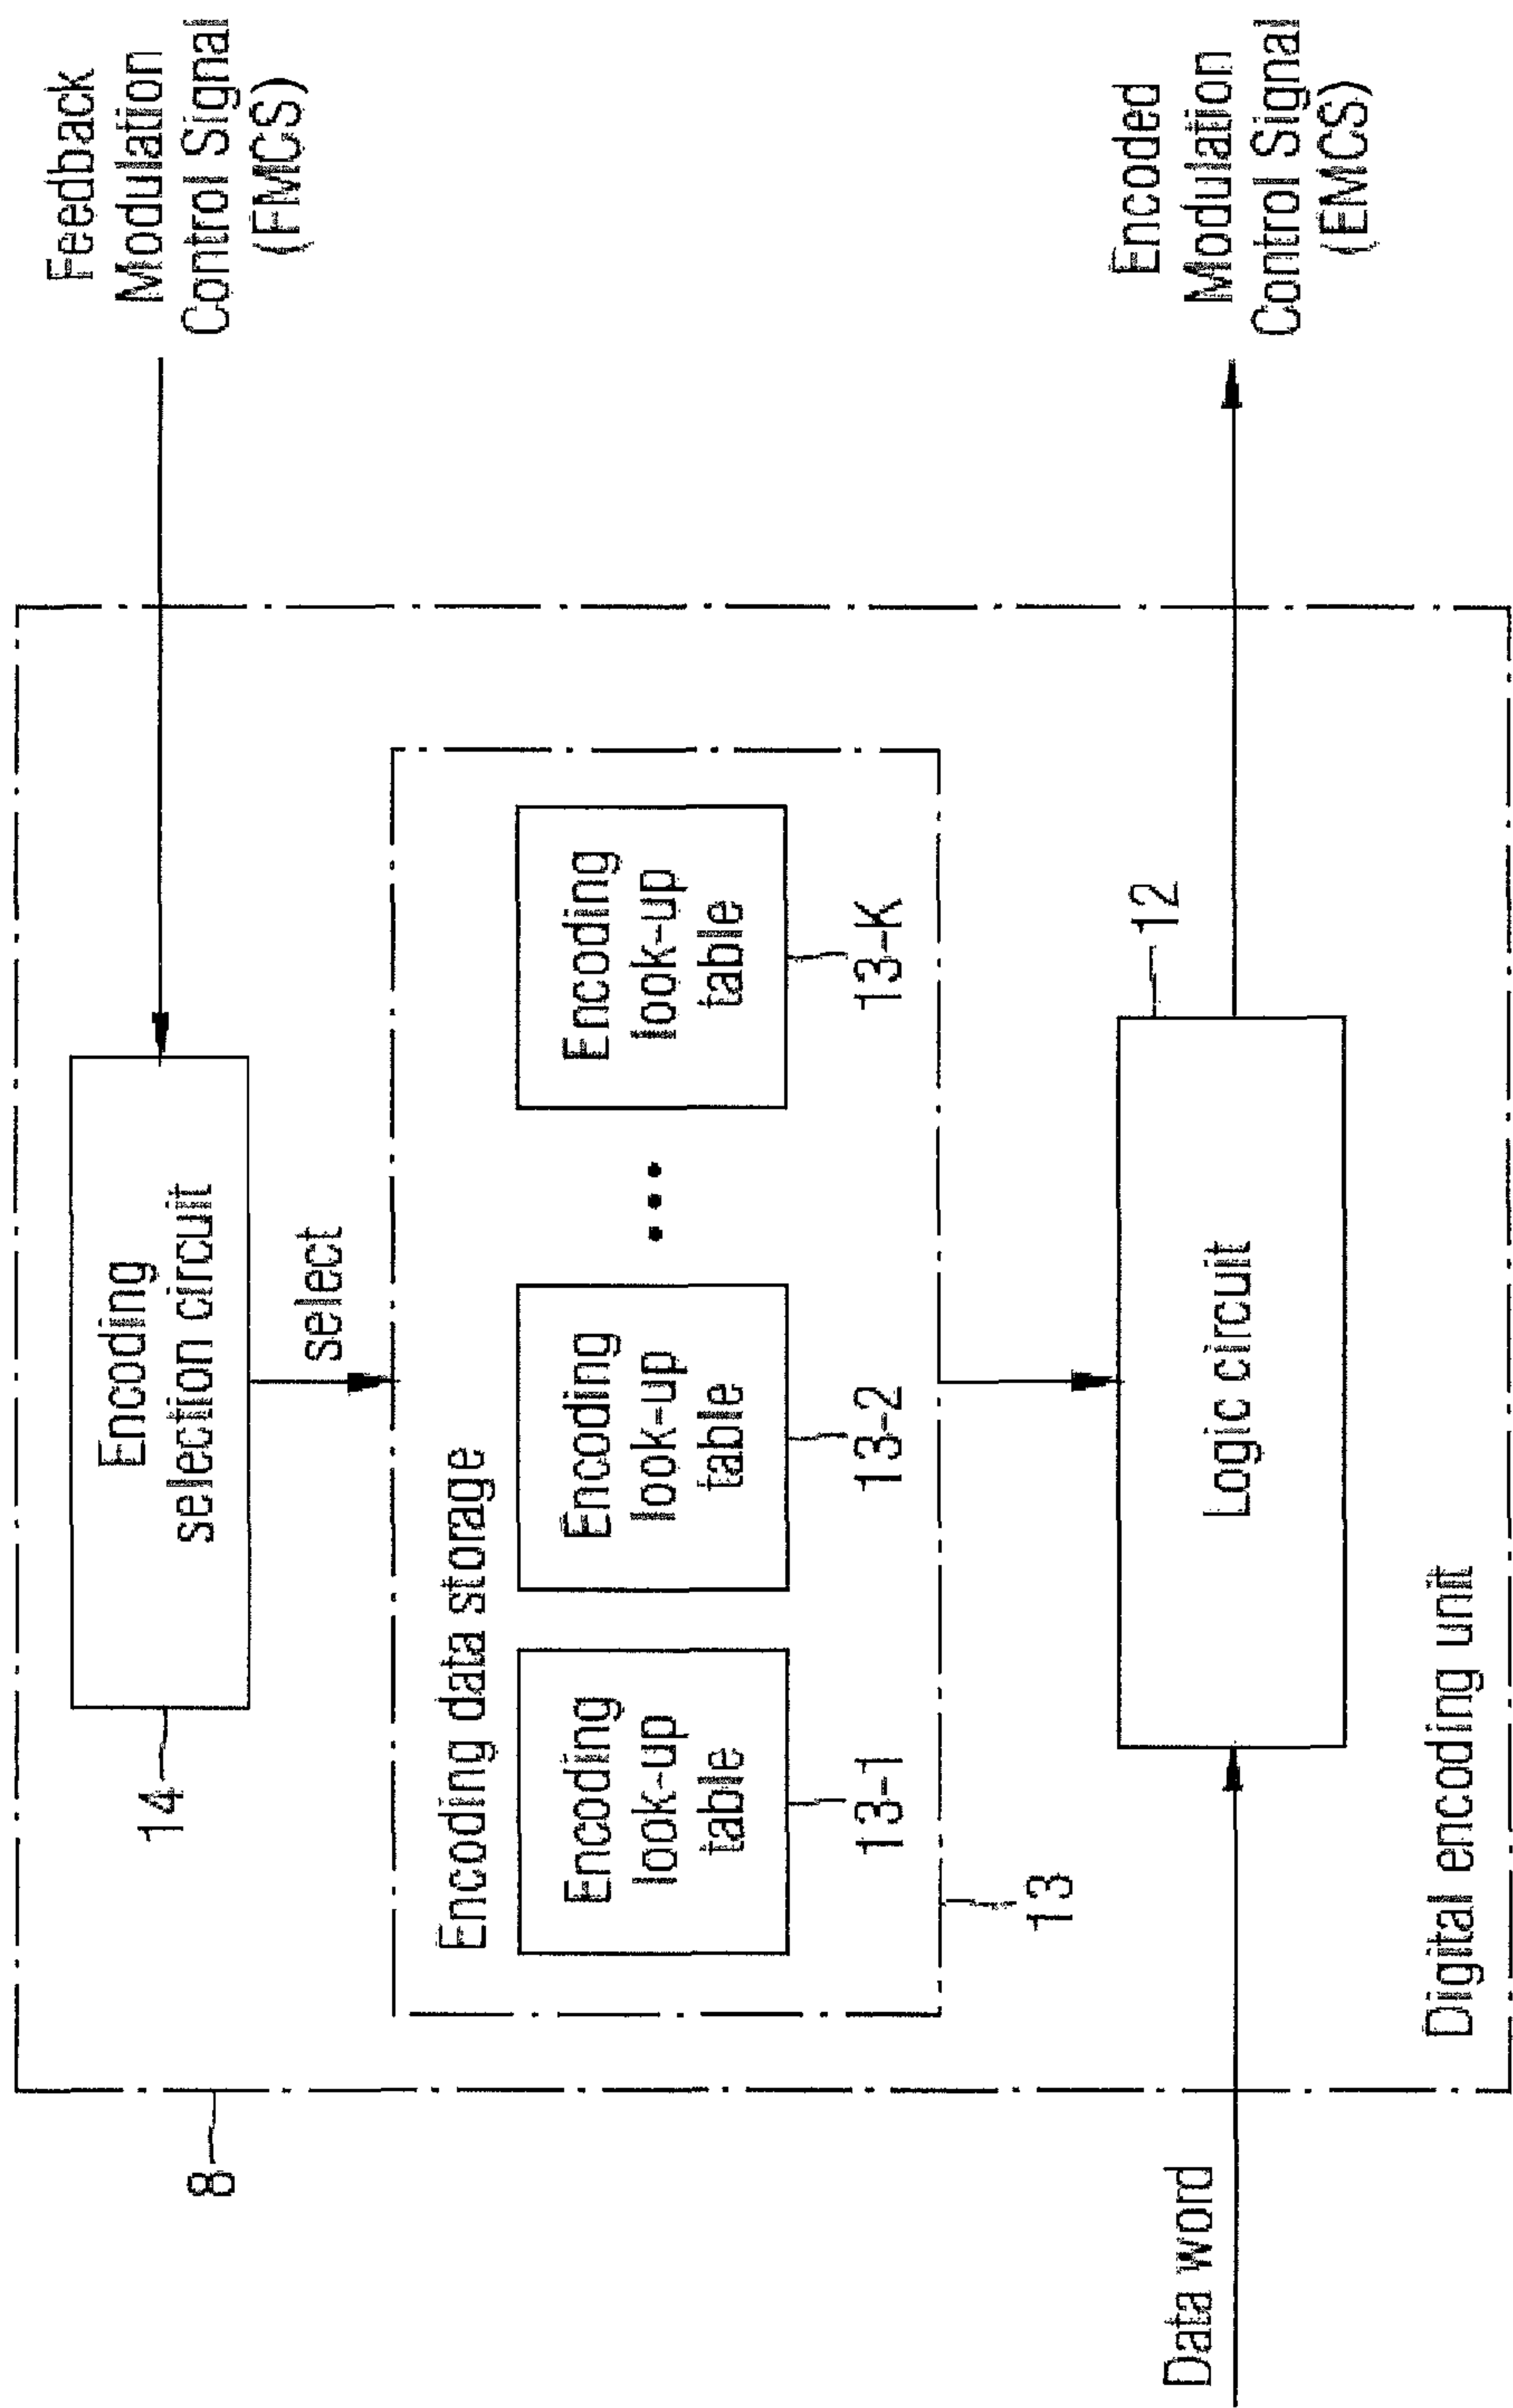 Feedback
Modulation
Control Signal
(FMCS)
Encoding
selection circuit
14
select
8
Encoding data storage
Encoding
look-up
table
13-1
Encoding
look-up
table
13-2
Encoding
look-up
table
13-K
13
12
Logic circuit
Data word
Encoded
Modulation
Control Signal
(EMCS)
Digital encoding unit